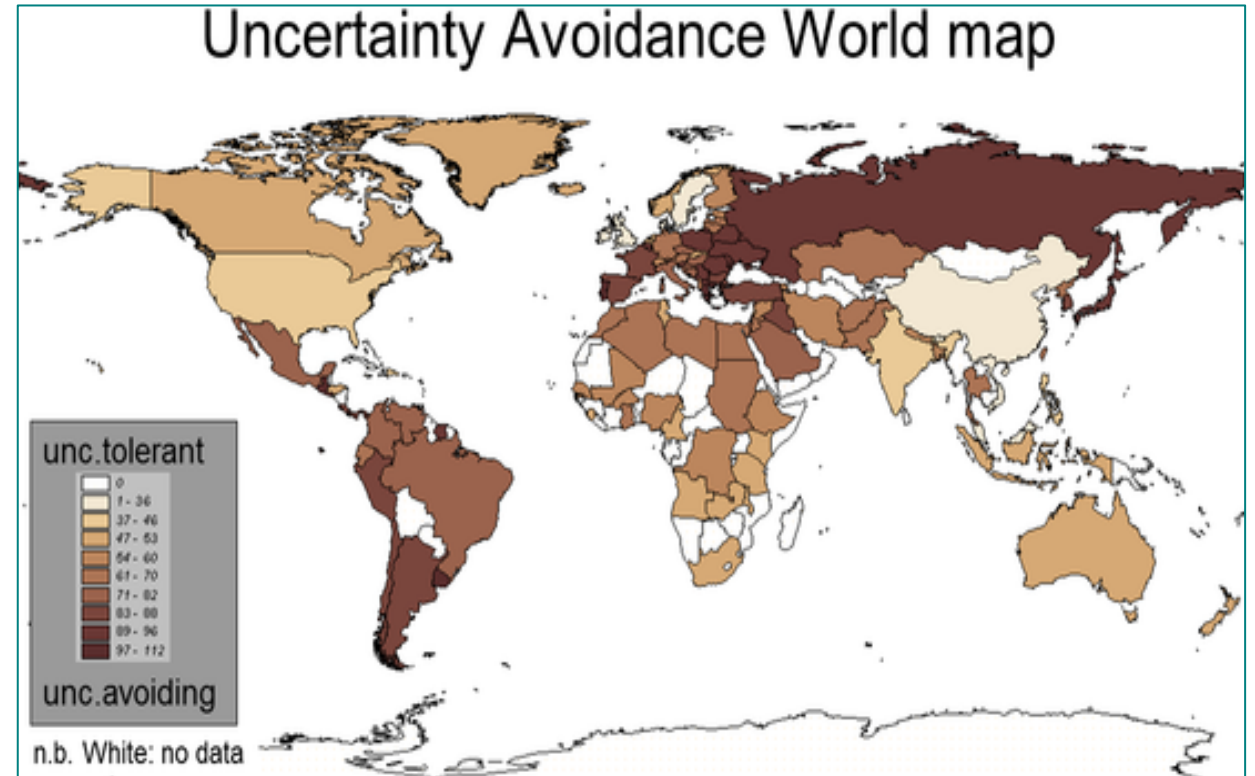 Uncertainty Avoidance World map
unc.tolerant
0
1 - 36
37 - 46
47 - 53
54 - 60
61 - 70
71 - 82
83 - 88
89 - 96
97 - 112
unc.avoiding
n.b. White: no data